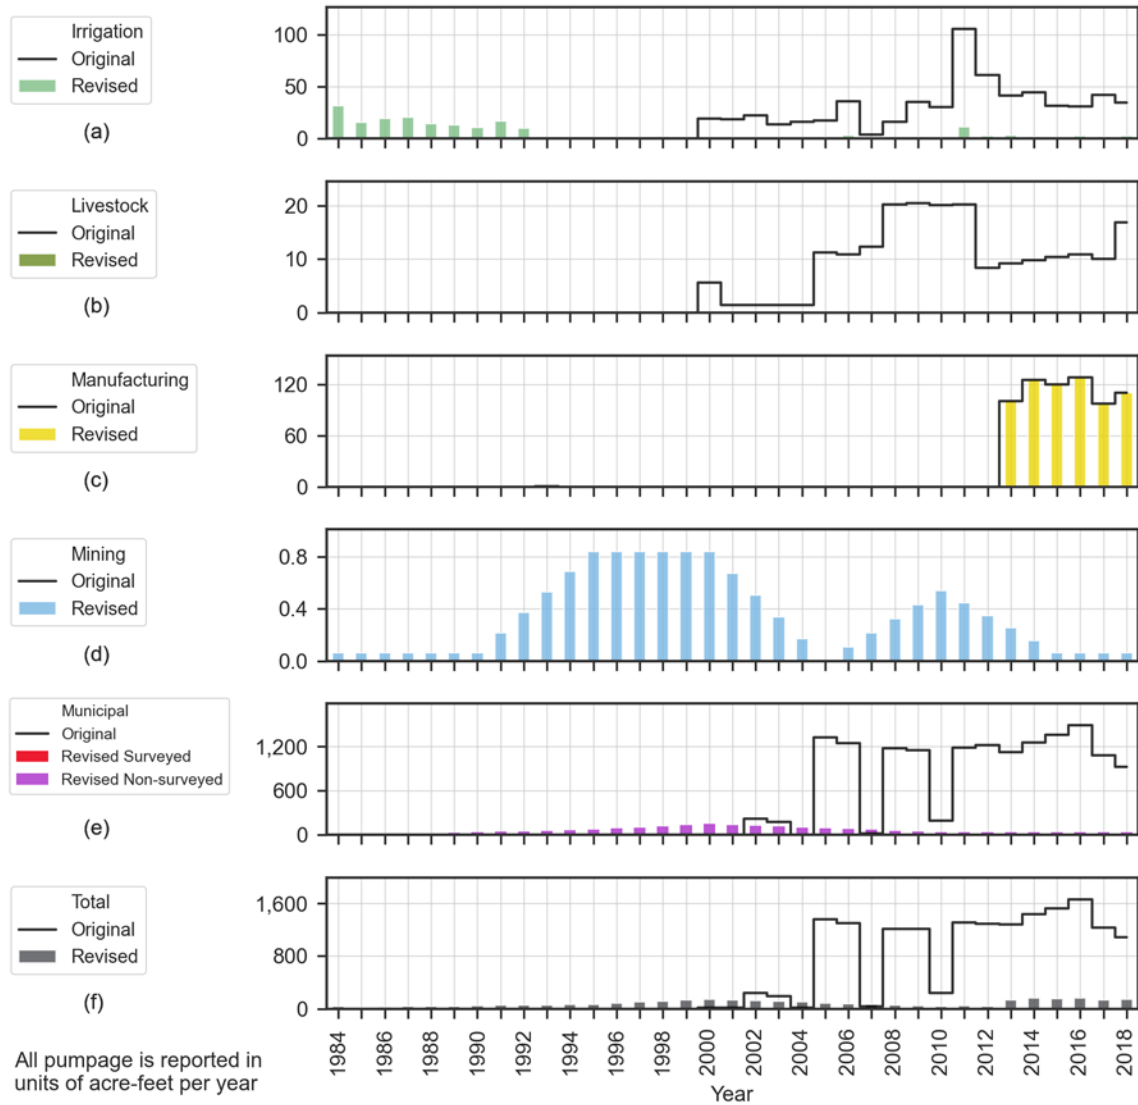 Irrigation
Original
Revised
(a)
100
50
0
Livestock
Original
Revised
(b)
20
10
0
Manufacturing
Original
Revised
(c)
120
60
0
Mining
Original
Revised
(d)
0.8
0.4
0.0
Municipal
Original
Revised Surveyed
Revised Non-surveyed
(e)
1,200
600
0
Total
Original
Revised
(f)
1,600
800
0
1984
1986
1988
1990
1992
1994
1996
1998
2000
2002
2004
2006
2008
2010
2012
2014
2016
2018
Year
All pumpage is reported in
units of acre-feet per year